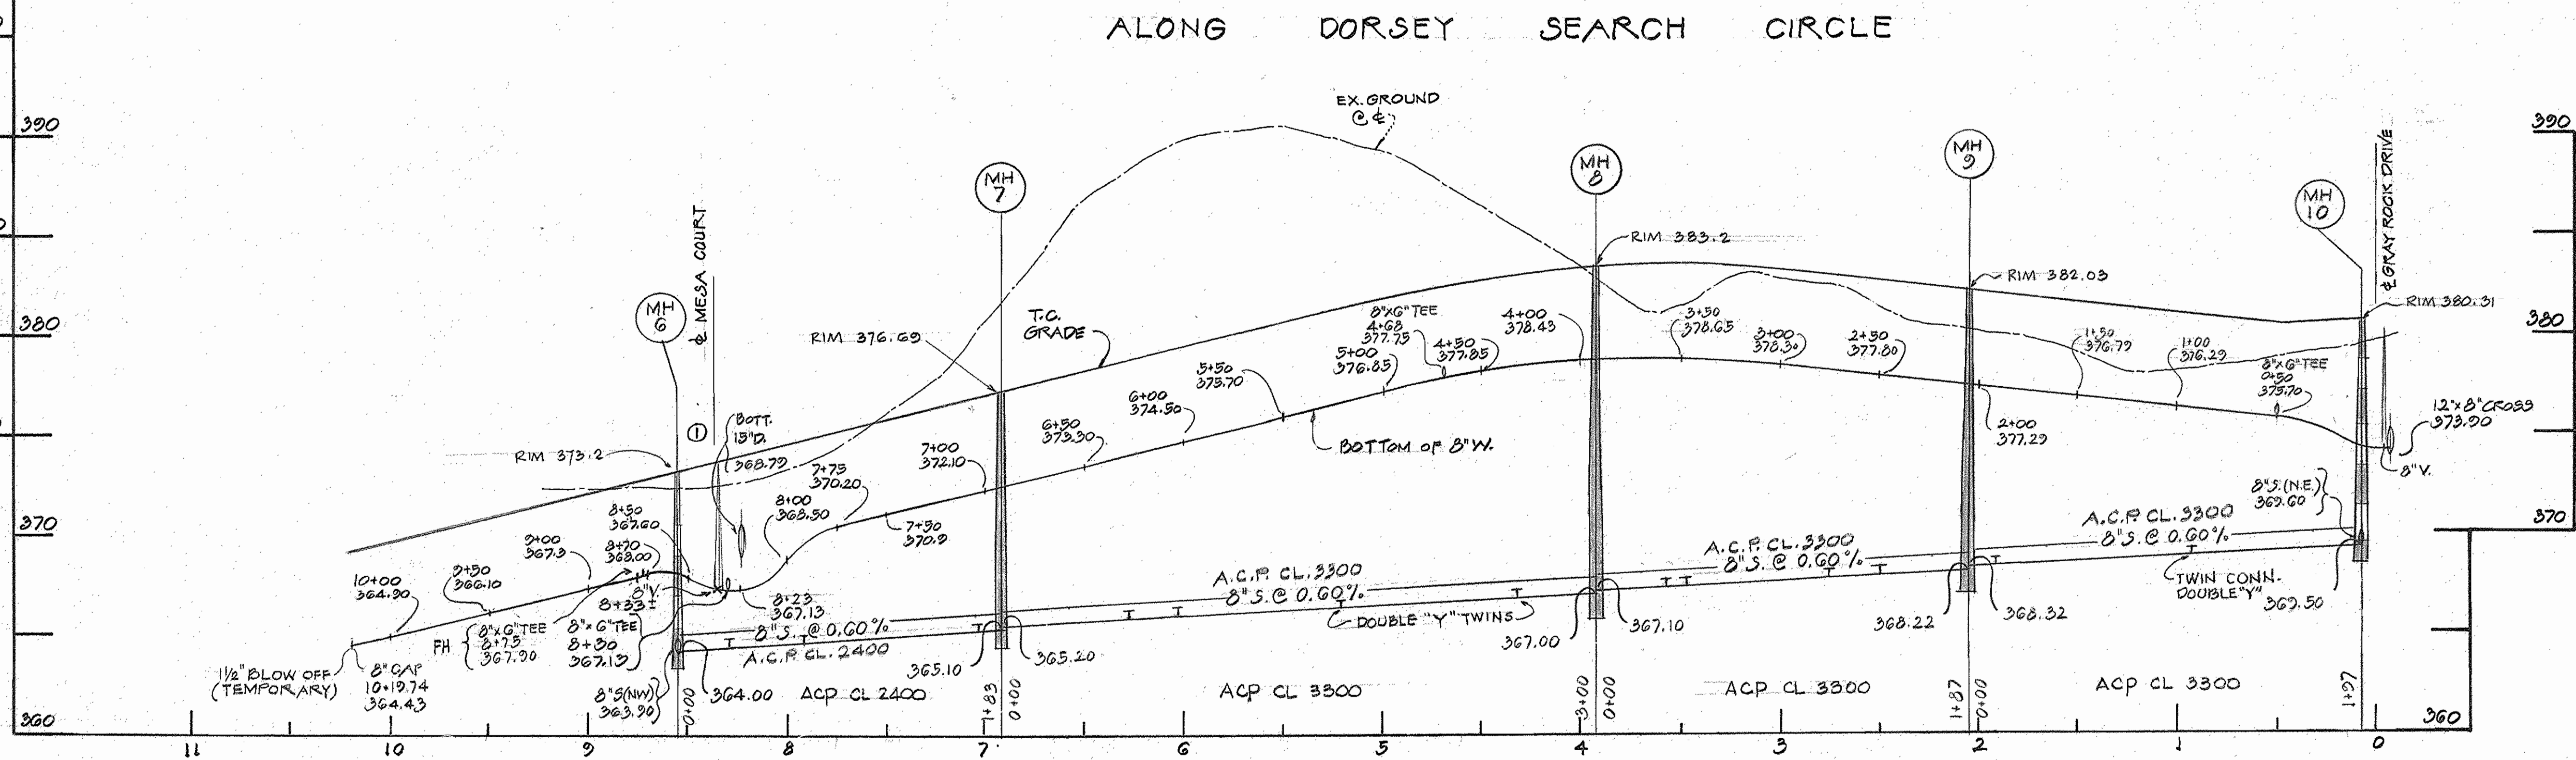 ALONG DORSEY SEARCH CIRCLE
390
380
370
360
390
380
370
360
EX. GROUND
@ ℄
MH
6
MH
7
MH
8
MH
9
MH
10
℄ MESA COURT
℄ GRAY ROCK DRIVE
RIM 373.2
RIM 376.69
RIM 383.2
RIM 382.03
RIM 380.31
T.C.
GRADE
1
BOTT.
15"D.
368.79
10+00
364.90
9+50
366.10
9+00
367.3
8+50
367.60
8+70
368.00
8"V.
8+33±
8+23
367.13
8+00
368.50
7+75
370.20
7+50
370.9
7+00
372.10
6+50
373.30
6+00
374.50
5+50
375.70
5+00
376.85
8"x6" TEE
4+68
377.75
4+50
377.85
4+00
378.43
3+50
378.65
3+00
378.30
2+50
377.80
2+00
377.29
1+50
376.79
1+00
376.29
8"x6" TEE
0+50
375.70
12"x8" CROSS
373.90
8"V.
BOTTOM OF 8"W.
FH
8"x6" TEE
8+75
367.90
8"x6" TEE
8+30
367.13
1½" BLOW OFF
(TEMPORARY)
8" CAP
10+19.74
364.43
8"S.@ 0.60%
A.C.P. CL. 2400
A.C.P. CL. 3300
8"S.@ 0.60%
A.C.P. CL. 3300
8"S.@ 0.60%
A.C.P. CL. 3300
8"S.@ 0.60%
DOUBLE "Y" TWINS
TWIN CONN.
DOUBLE "Y"
8"S.(N.E.)
369.60
369.50
8"S(NW)
363.90
364.00
365.10
365.20
367.00
367.10
368.22
368.32
ACP CL 2400
ACP CL 3300
ACP CL 3300
ACP CL 3300
0+00
1+83
0+00
3+00
0+00
1+87
0+00
1+97
11 10 9 8 7 6 5 4 3 2 1 0